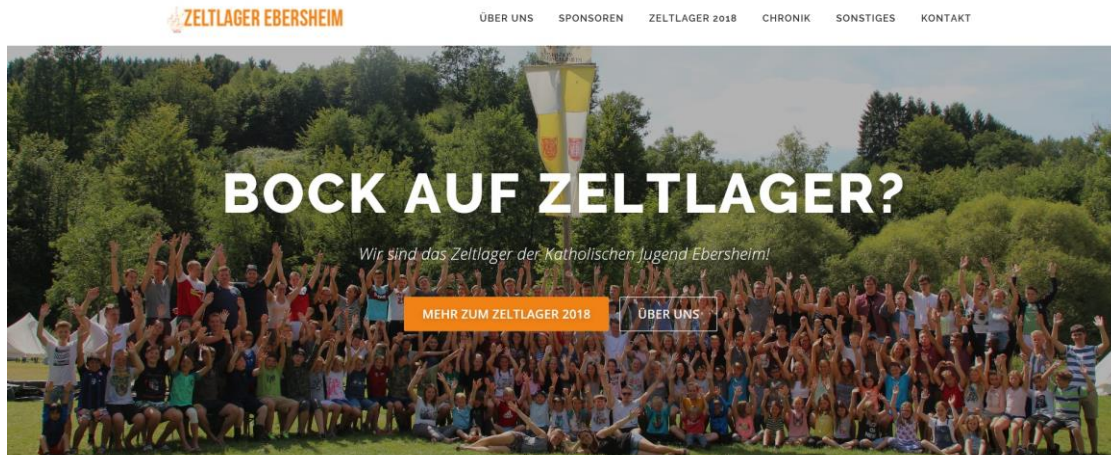 ZELTLAGER EBERSHEIM
ÜBER UNS SPONSOREN ZELTLAGER 2018 CHRONIK SONSTIGES KONTAKT
BOCK AUF ZELTLAGER?
Wir sind das Zeltlager der Katholischen Jugend Ebersheim!
MEHR ZUM ZELTLAGER 2018 ÜBER UNS